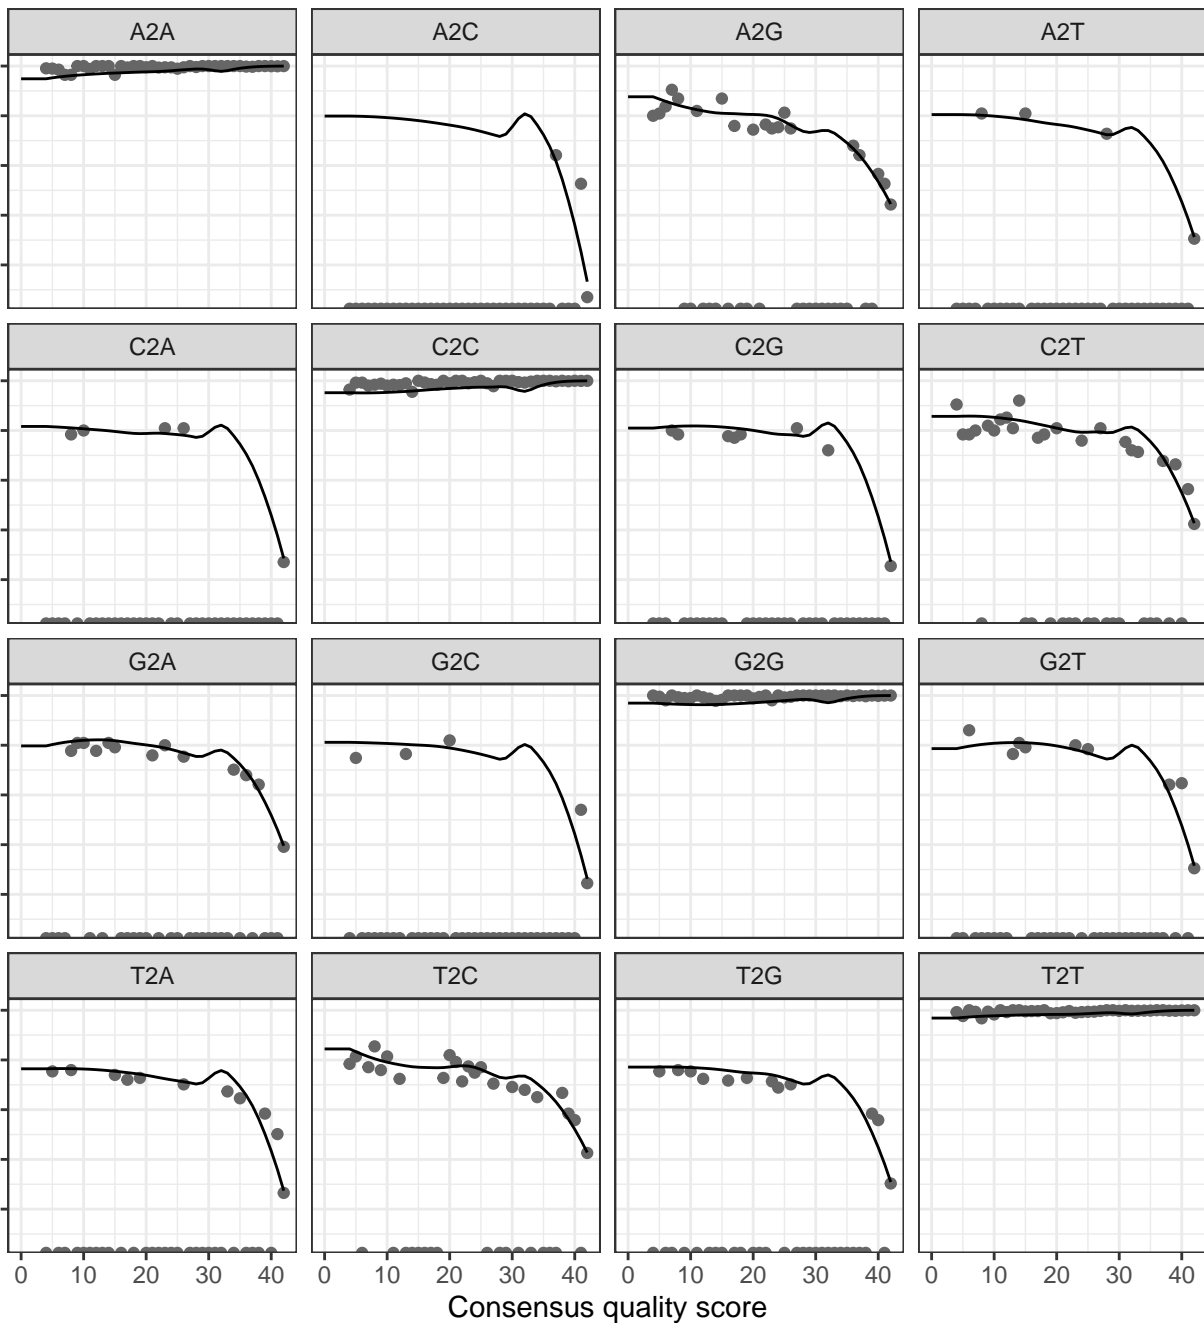 A2A A2C A2G A2T
C2A C2C C2G C2T
G2A G2C G2G G2T
T2A T2C T2G T2T
0 10 20 30 40 0 10 20 30 40 0 10 20 30 40 0 10 20 30 40
Consensus quality score